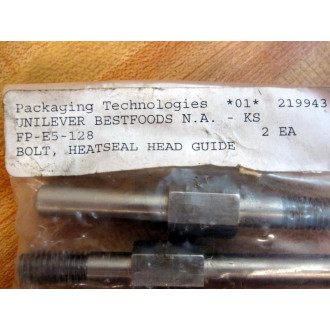 Packaging Technologies *01* 219943
UNILEVER BESTFOODS N.A. - KS
FP-E5-128 2 EA
BOLT, HEATSEAL HEAD GUIDE